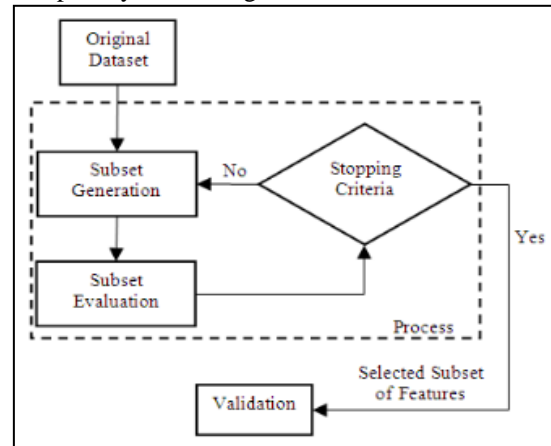 Original
Dataset
Subset
Generation
No
Stopping
Criteria
Yes
Subset
Evaluation
Process
Selected Subset
of Features
Validation